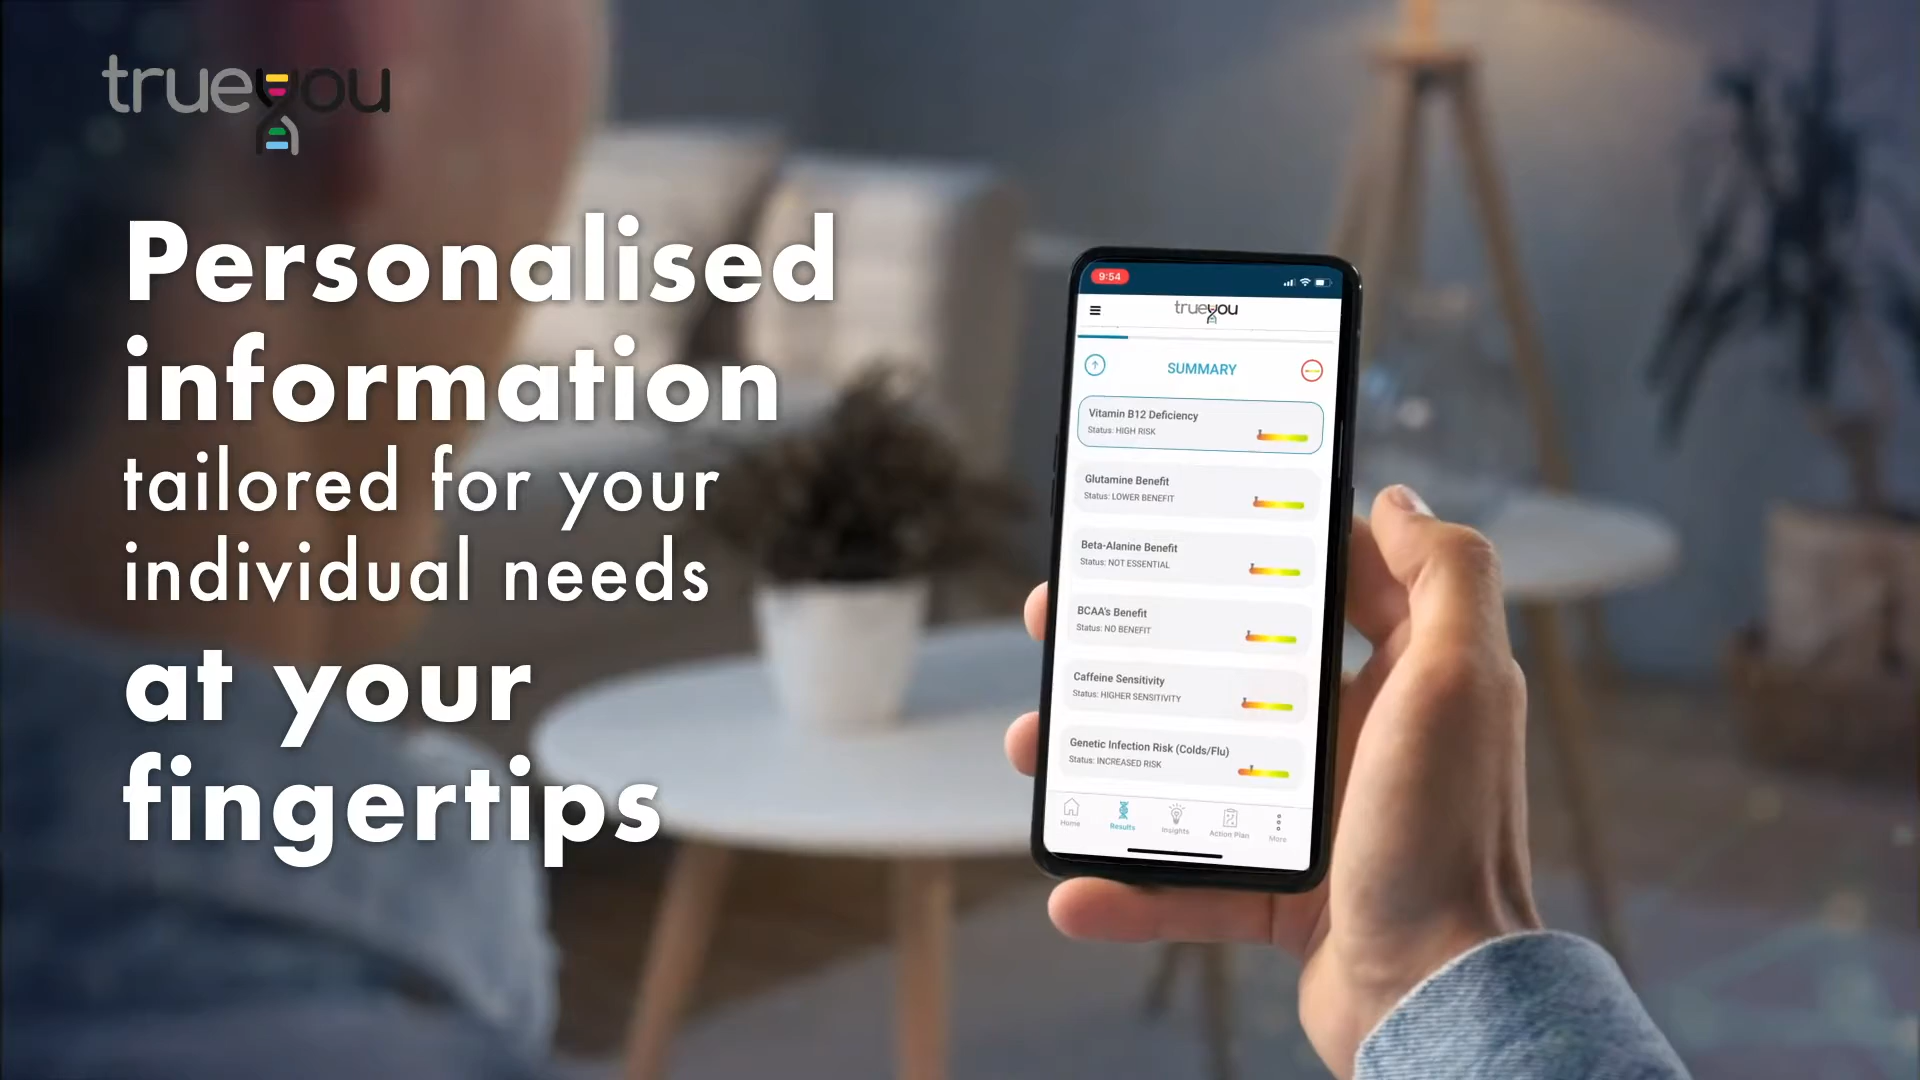 trueyou
Personalised
information
tailored for your
individual needs
at your
fingertips
9:54
trueyou
SUMMARY
Vitamin B12 Deficiency
Status: HIGH RISK
Glutamine Benefit
Status: LOWER BENEFIT
Beta-Alanine Benefit
Status: NOT ESSENTIAL
BCAA's Benefit
Status: NO BENEFIT
Caffeine Sensitivity
Status: HIGHER SENSITIVITY
Genetic Infection Risk (Colds/Flu)
Status: INCREASED RISK
Home
Results
Insights
Action Plan
More